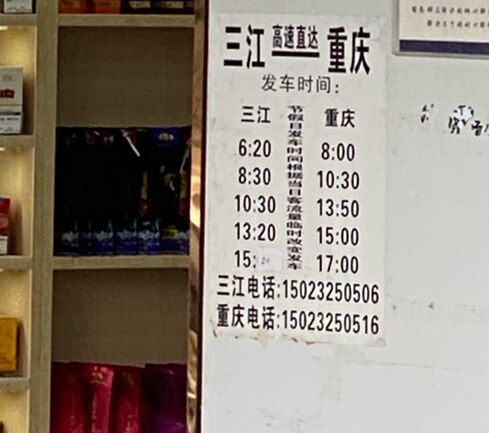 三江 高速直达 重庆
发车时间:
三江 重庆
节假日发车时间根据当日客流量临时改变发车
6:20 8:00
8:30 10:30
10:30 13:50
13:20 15:00
15: 17:00
三江电话:15023250506
重庆电话:15023250516